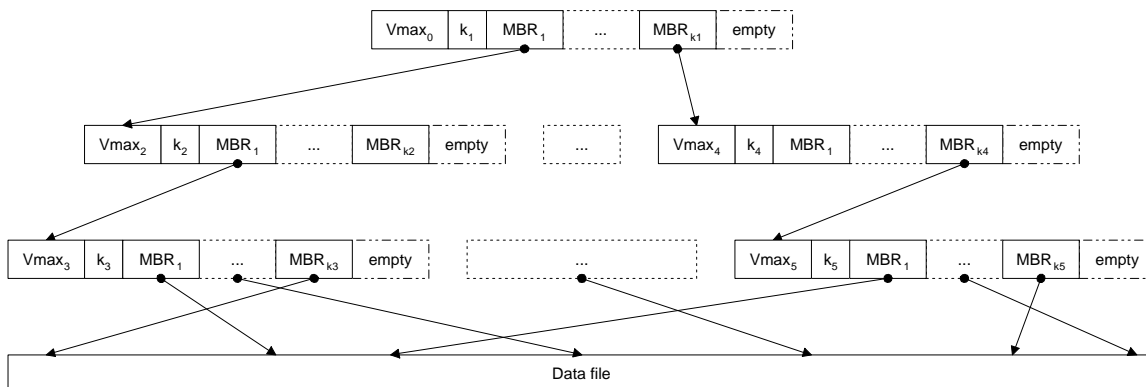 Vmax₀ k₁ MBR₁ ... MBRₖ₁ empty
Vmax₂ k₂ MBR₁ ... MBRₖ₂ empty ... Vmax₄ k₄ MBR₁ ... MBRₖ₄ empty
Vmax₃ k₃ MBR₁ ... MBRₖ₃ empty ... Vmax₅ k₅ MBR₁ ... MBRₖ₅ empty
Data file